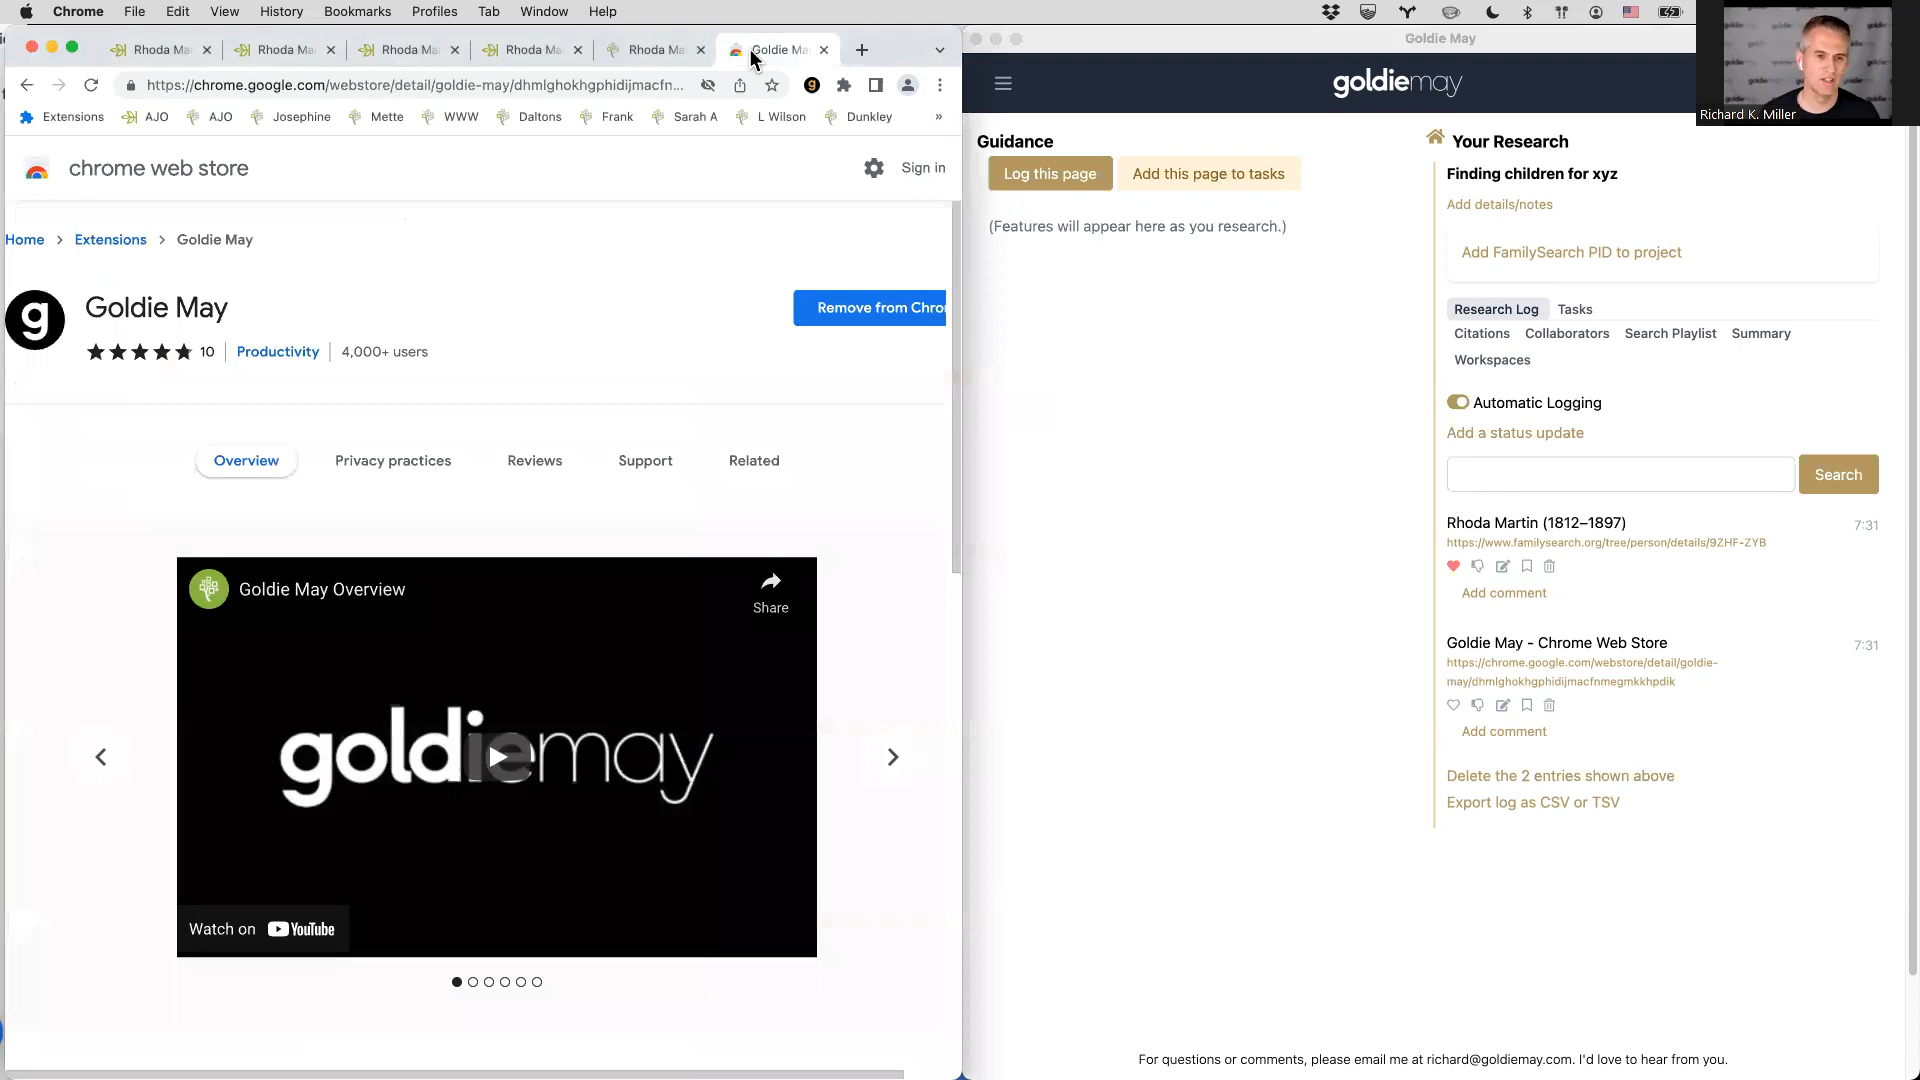 Chrome File Edit View History Bookmarks Profiles Tab Window Help
Rhoda Ma
Rhoda Ma
Rhoda Ma
Rhoda Ma
Rhoda Ma
Goldie Ma
https://chrome.google.com/webstore/detail/goldie-may/dhmlghokhgphidijmacfn...
Extensions AJO AJO Josephine Mette WWW Daltons Frank Sarah A L Wilson Dunkley »
chrome web store
Sign in
Home > Extensions > Goldie May
g
Goldie May
Remove from Chro
10 Productivity 4,000+ users
Overview Privacy practices Reviews Support Related
Goldie May Overview
Share
goldiemay
Watch on YouTube
Goldie May
goldiemay
Richard K. Miller
Guidance
Log this page
Add this page to tasks
(Features will appear here as you research.)
Your Research
Finding children for xyz
Add details/notes
Add FamilySearch PID to project
Research Log Tasks
Citations Collaborators Search Playlist Summary
Workspaces
Automatic Logging
Add a status update
Search
Rhoda Martin (1812–1897) 7:31
https://www.familysearch.org/tree/person/details/9ZHF-ZYB
Add comment
Goldie May - Chrome Web Store 7:31
https://chrome.google.com/webstore/detail/goldie-
may/dhmlghokhgphidijmacfnmegmkkhpdik
Add comment
Delete the 2 entries shown above
Export log as CSV or TSV
For questions or comments, please email me at richard@goldiemay.com. I'd love to hear from you.